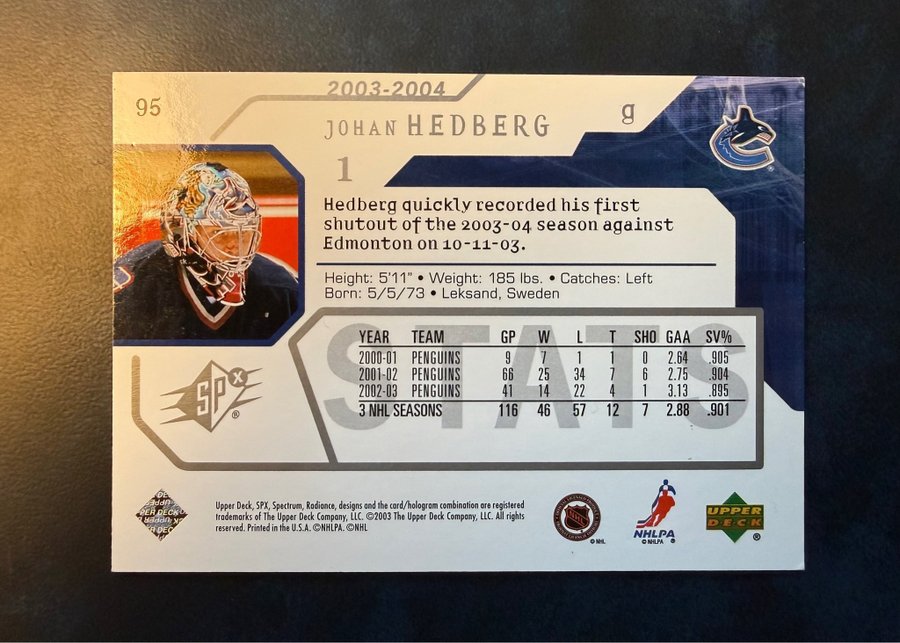 2003-2004
95
JOHAN HEDBERG
g
1
Hedberg quickly recorded his first
shutout of the 2003-04 season against
Edmonton on 10-11-03.
Height: 5'11" • Weight: 185 lbs. • Catches: Left
Born: 5/5/73 • Leksand, Sweden
STATS
YEAR TEAM GP W L T SHO GAA SV%
2000-01 PENGUINS 9 7 1 1 0 2.64 .905
2001-02 PENGUINS 66 25 34 7 6 2.75 .904
2002-03 PENGUINS 41 14 22 4 1 3.13 .895
3 NHL SEASONS 116 46 57 12 7 2.88 .901
SPx ®
Upper Deck, SPX, Spectrum, Radiance, designs and the card/hologram combination are registered
trademarks of The Upper Deck Company, LLC. ©2003 The Upper Deck Company, LLC. All rights
reserved. Printed in the U.S.A. ©NHLPA. ©NHL
UPPER DECK
NHL
© NHL
NHLPA
© NHLPA ®
UPPER
DECK ®